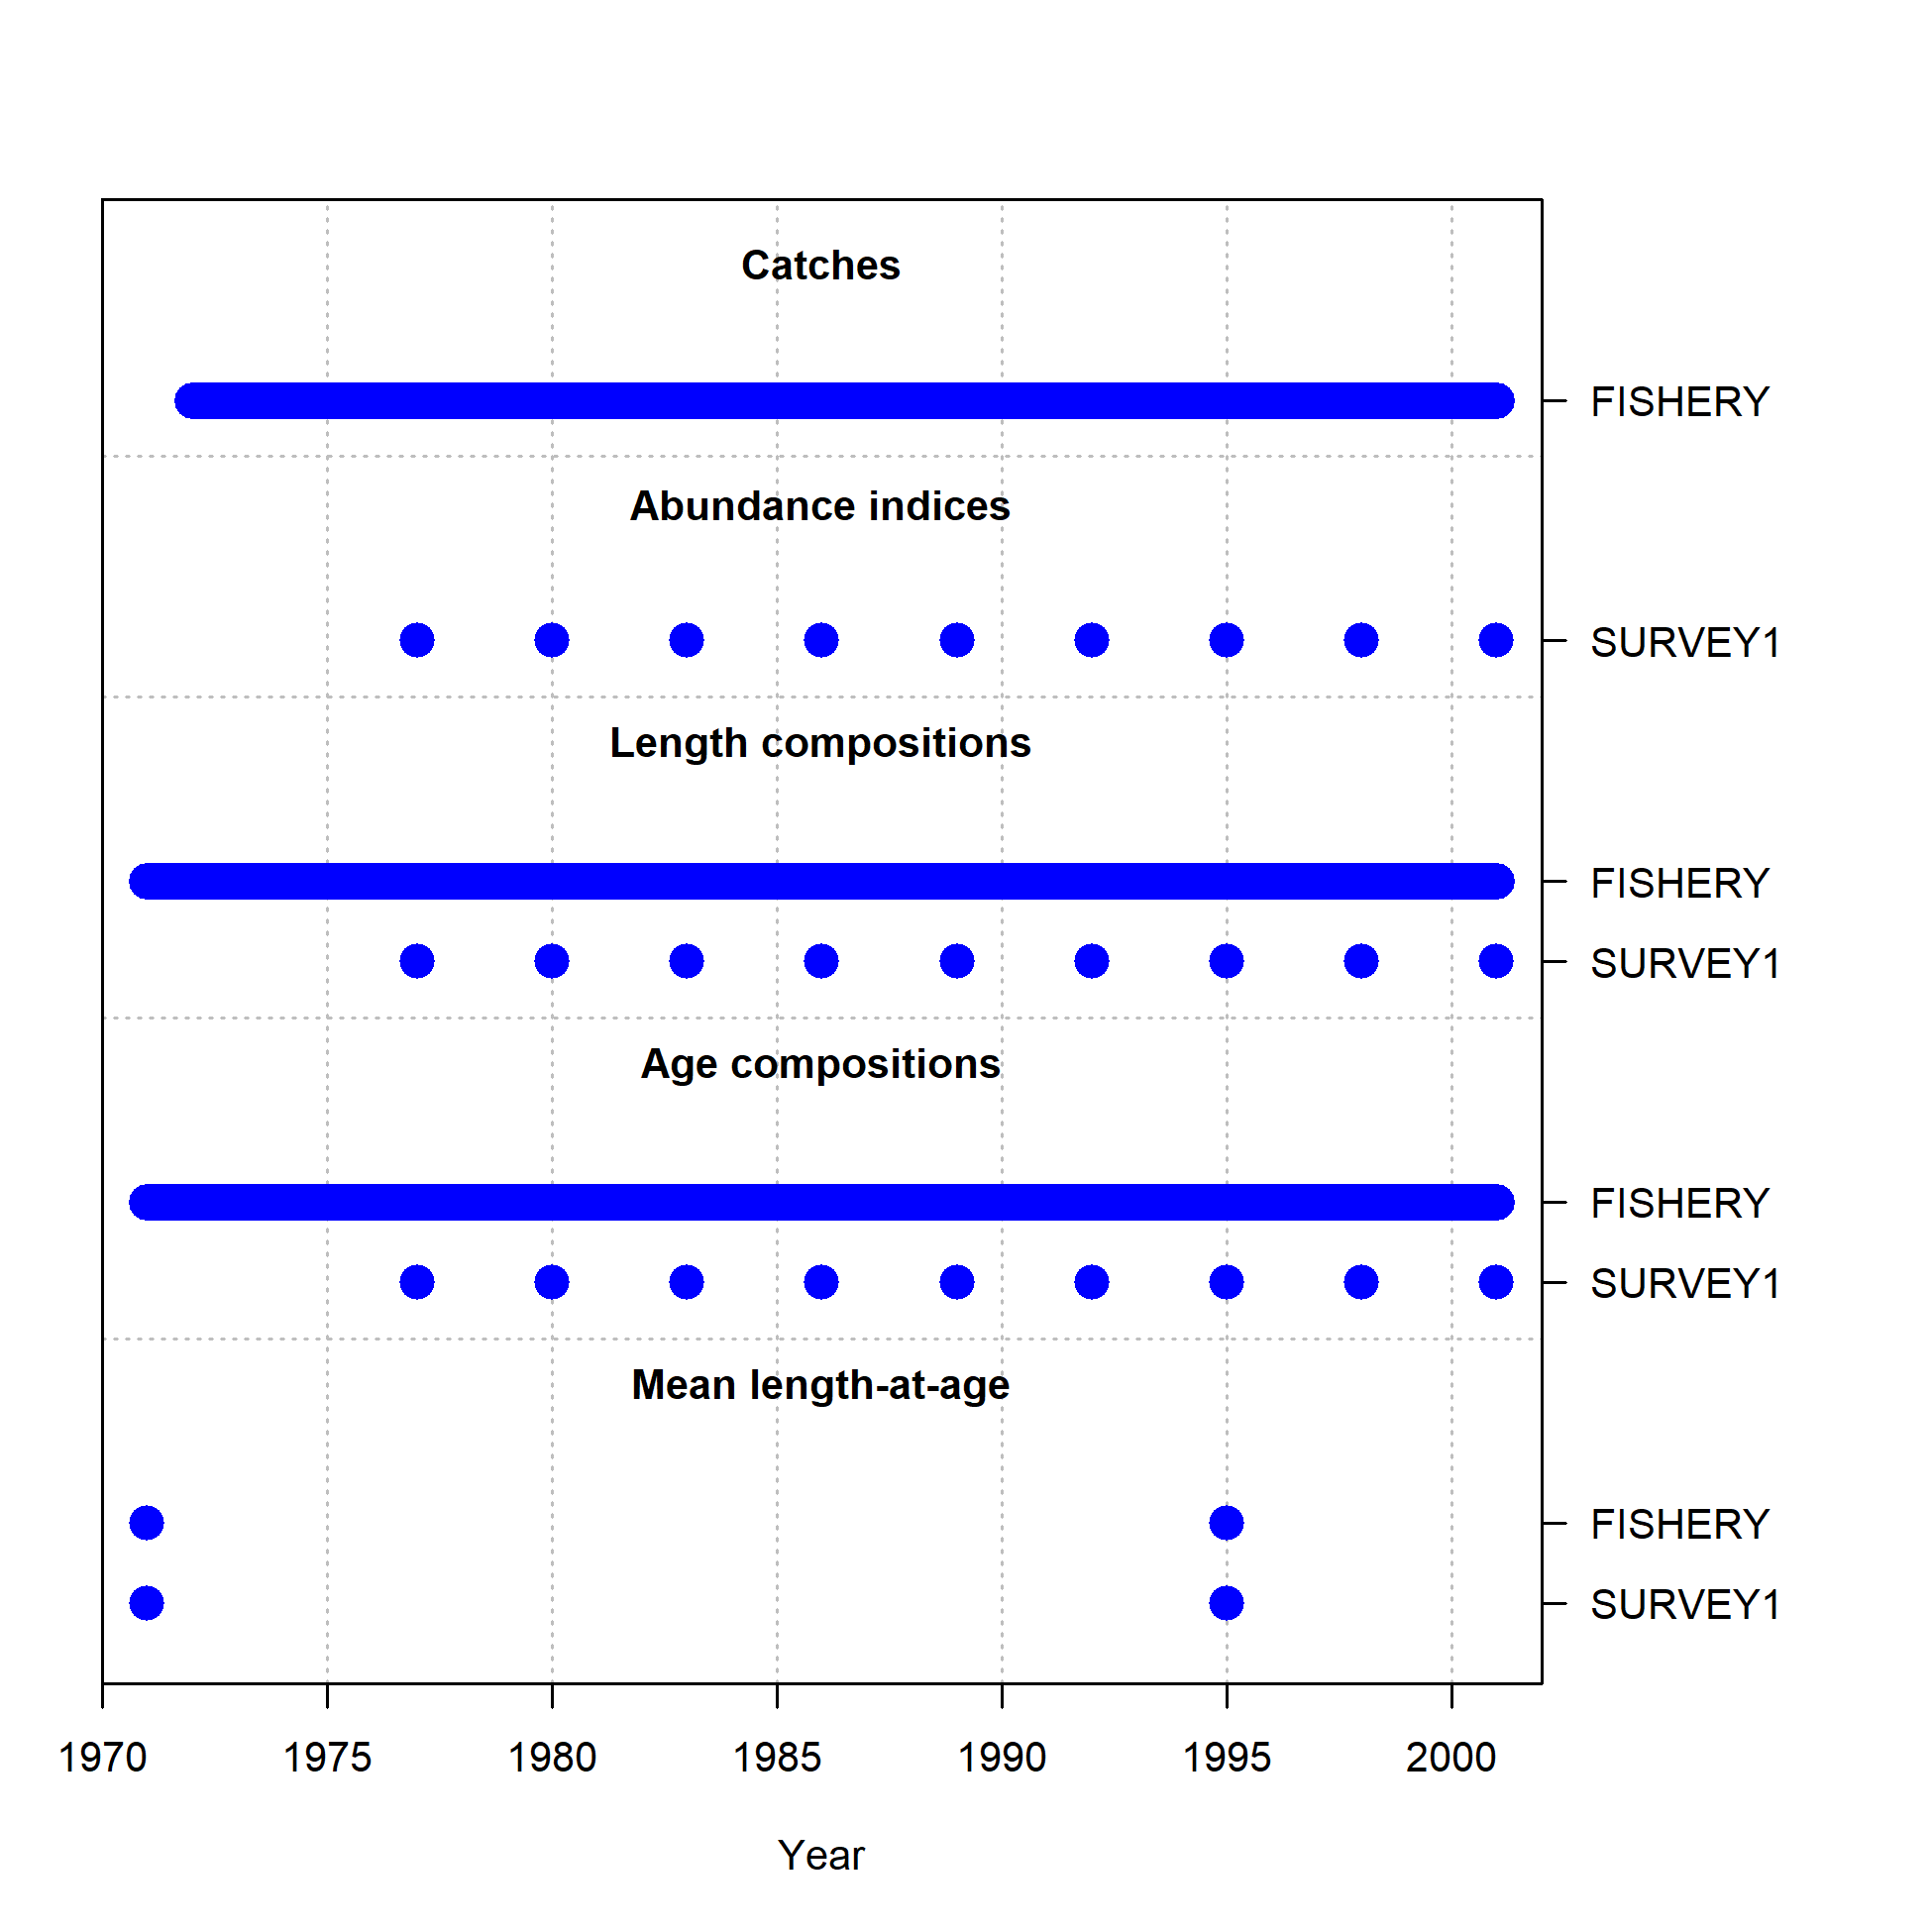 Catches
FISHERY
Abundance indices
SURVEY1
Length compositions
FISHERY
SURVEY1
Age compositions
FISHERY
SURVEY1
Mean length-at-age
FISHERY
SURVEY1
1970 1975 1980 1985 1990 1995 2000
Year